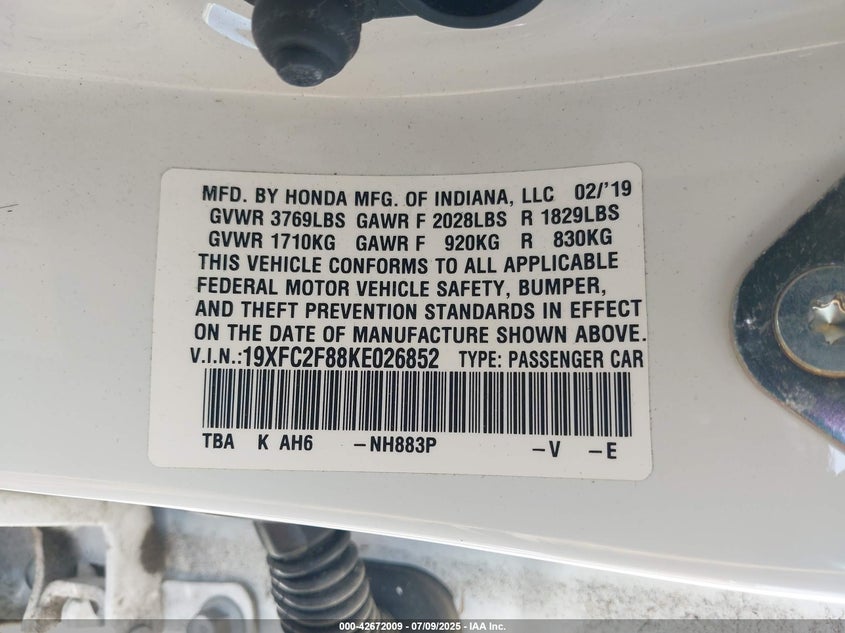 MFD. BY HONDA MFG. OF INDIANA, LLC 02/'19
GVWR 3769LBS GAWR F 2028LBS R 1829LBS
GVWR 1710KG GAWR F 920KG R 830KG
THIS VEHICLE CONFORMS TO ALL APPLICABLE
FEDERAL MOTOR VEHICLE SAFETY, BUMPER,
AND THEFT PREVENTION STANDARDS IN EFFECT
ON THE DATE OF MANUFACTURE SHOWN ABOVE.
V.I.N.:19XFC2F88KE026852 TYPE: PASSENGER CAR
TBA K AH6 -NH883P -V -E
000-42672009 - 07/09/2025 - IAA Inc.